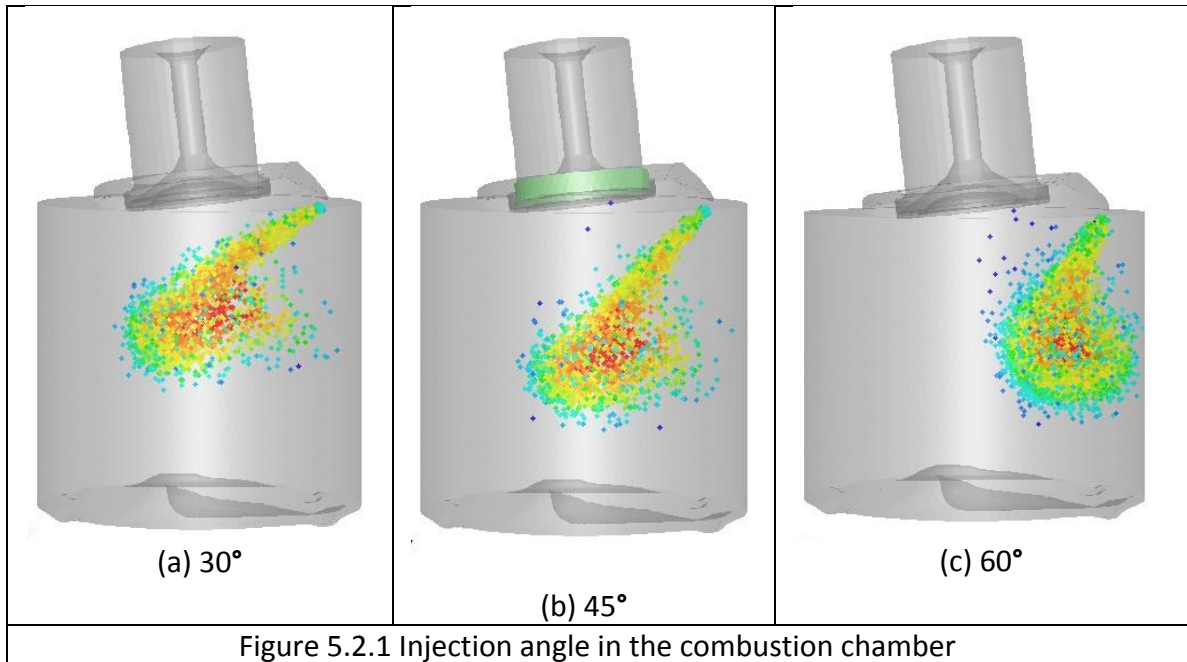 (a) 30°
(b) 45°
(c) 60°
Figure 5.2.1 Injection angle in the combustion chamber